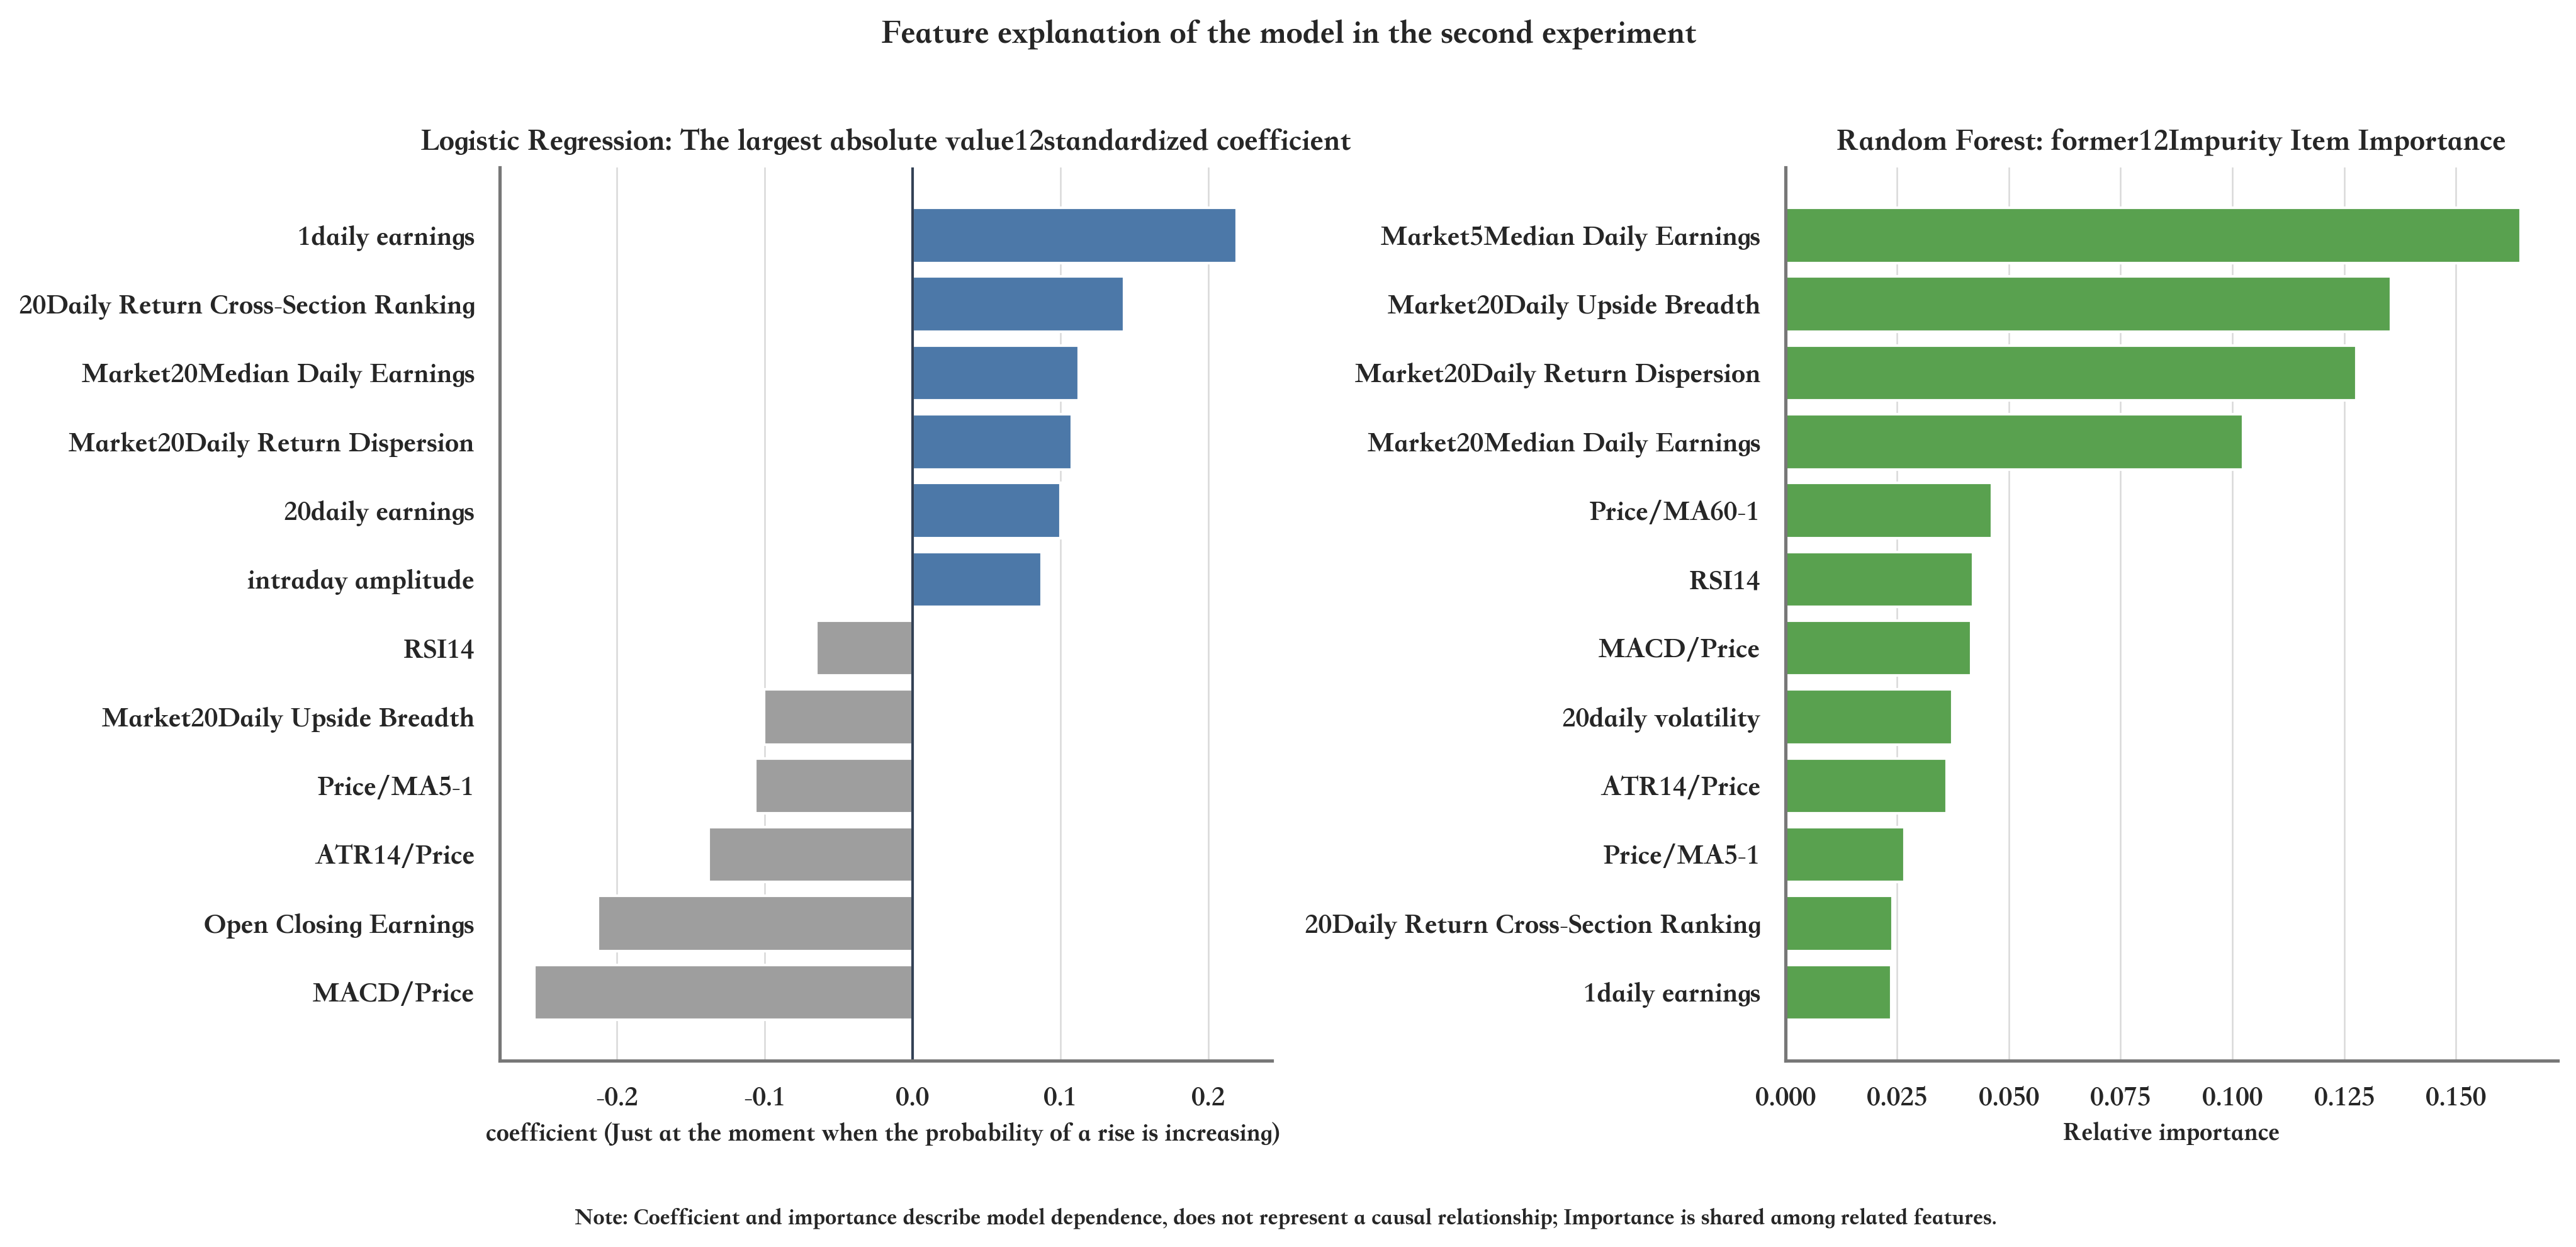 Feature explanation of the model in the second experiment
Logistic Regression: The largest absolute value12standardized coefficient
1daily earnings
20Daily Return Cross-Section Ranking
Market20Median Daily Earnings
Market20Daily Return Dispersion
20daily earnings
intraday amplitude
RSI14
Market20Daily Upside Breadth
Price/MA5-1
ATR14/Price
Open Closing Earnings
MACD/Price
-0.2 -0.1 0.0 0.1 0.2
coefficient (Just at the moment when the probability of a rise is increasing)
Random Forest: former12Impurity Item Importance
Market5Median Daily Earnings
Market20Daily Upside Breadth
Market20Daily Return Dispersion
Market20Median Daily Earnings
Price/MA60-1
RSI14
MACD/Price
20daily volatility
ATR14/Price
Price/MA5-1
20Daily Return Cross-Section Ranking
1daily earnings
0.000 0.025 0.050 0.075 0.100 0.125 0.150
Relative importance
Note: Coefficient and importance describe model dependence, does not represent a causal relationship; Importance is shared among related features.